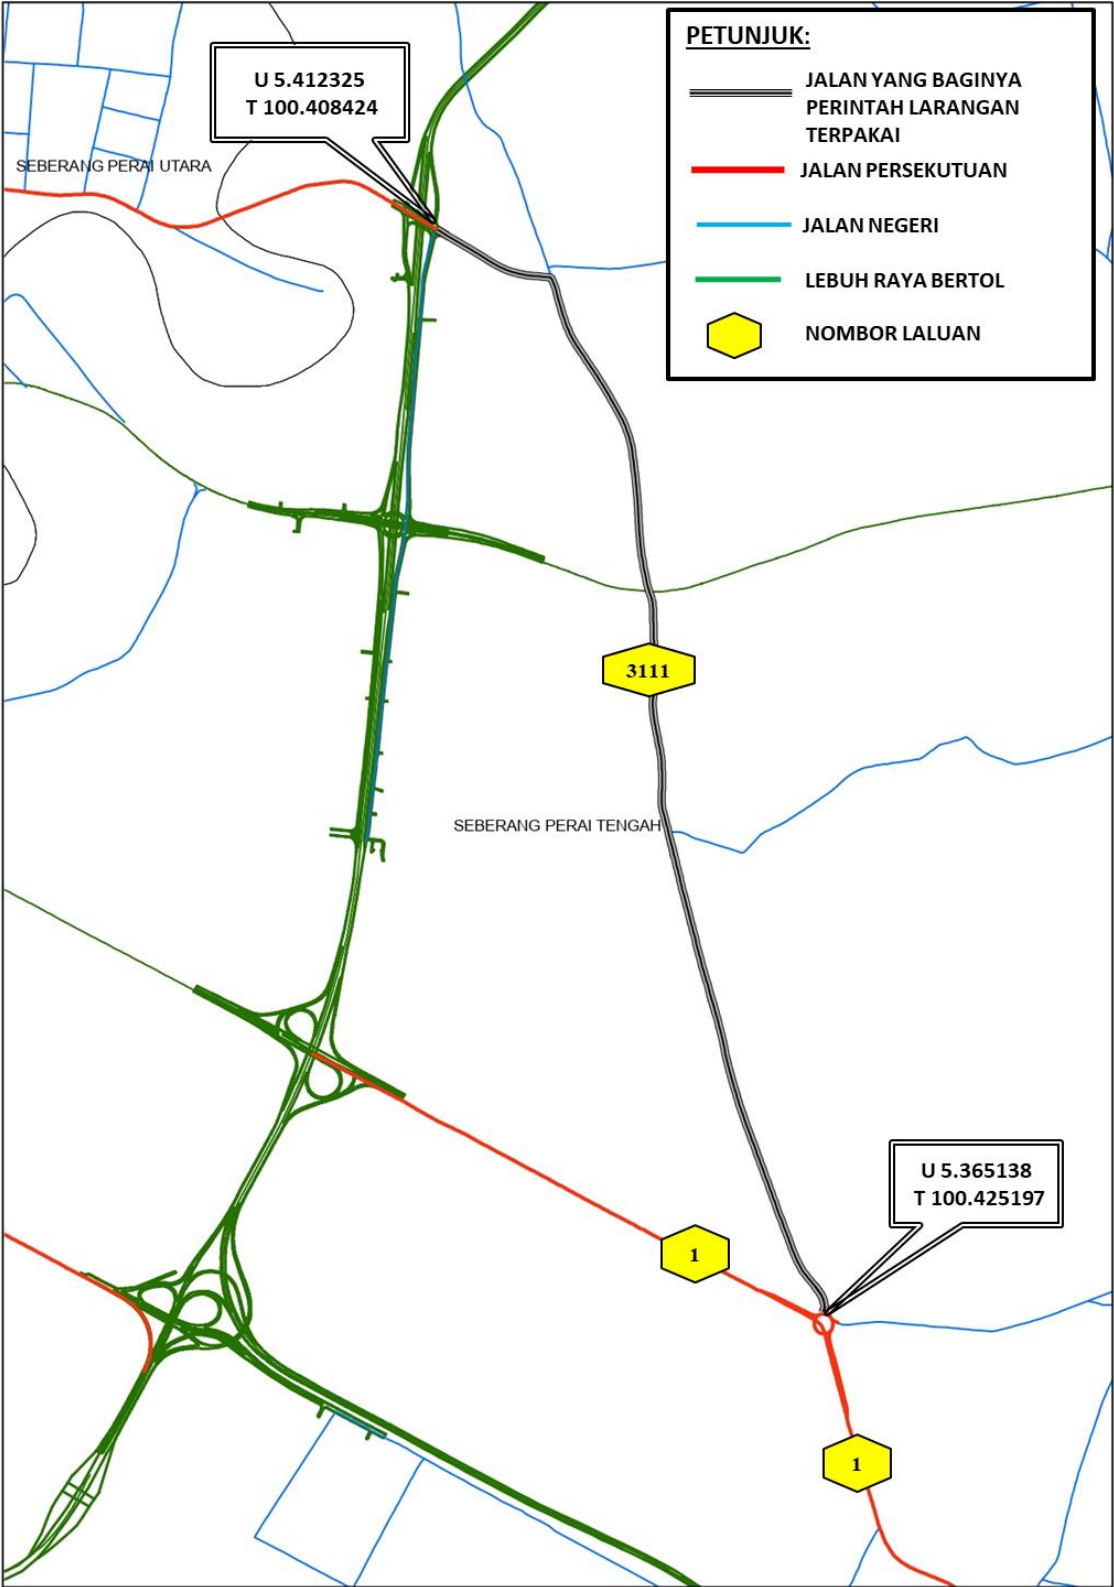 PETUNJUK:
JALAN YANG BAGINYA
PERINTAH LARANGAN
TERPAKAI
JALAN PERSEKUTUAN
JALAN NEGERI
LEBUH RAYA BERTOL
NOMBOR LALUAN
U 5.412325
T 100.408424
SEBERANG PERAI UTARA
3111
SEBERANG PERAI TENGAH
U 5.365138
T 100.425197
1
1